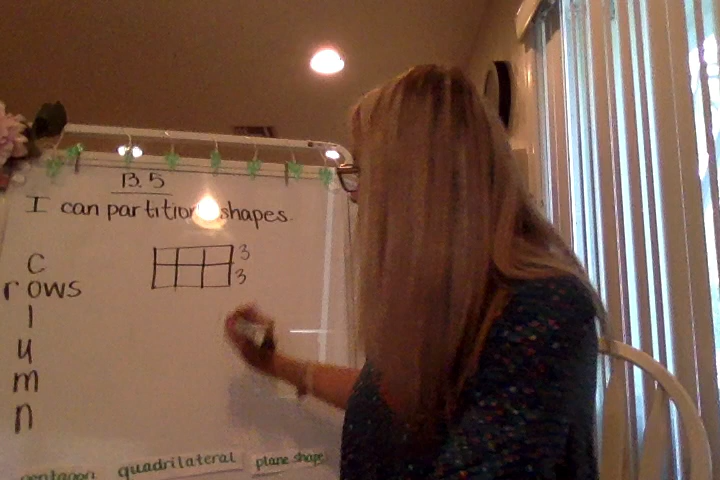 13.5
I can partition shapes.
3
3
c
rows
l
u
m
n
pentagon
quadrilateral
plane shape